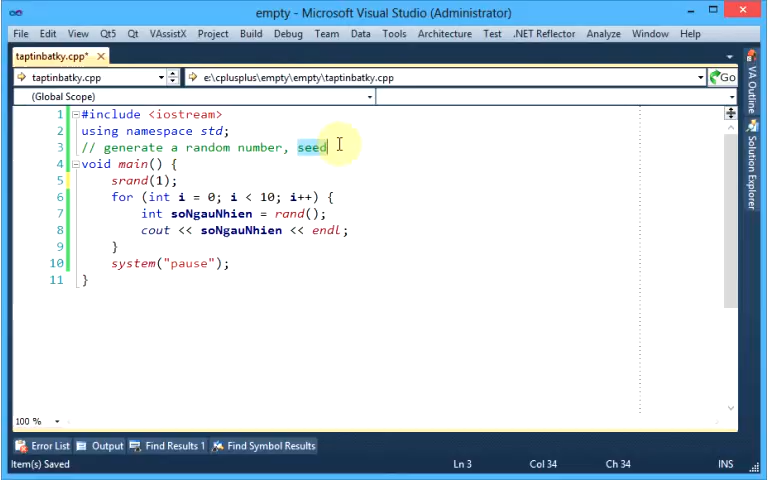 empty - Microsoft Visual Studio (Administrator)
File Edit View Qt5 Qt VAssistX Project Build Debug Team Data Tools Architecture Test .NET Reflector Analyze Window Help
taptinbatky.cpp*
taptinbatky.cpp e:\cplusplus\empty\empty\taptinbatky.cpp Go
(Global Scope)
1 #include <iostream>
2 using namespace std;
3 // generate a random number, seed
4 void main() {
5 srand(1);
6 for (int i = 0; i < 10; i++) {
7 int soNgauNhien = rand();
8 cout << soNgauNhien << endl;
9 }
10 system("pause");
11 }
VA Outline
Solution Explorer
100 %
Error List Output Find Results 1 Find Symbol Results
Item(s) Saved Ln 3 Col 34 Ch 34 INS